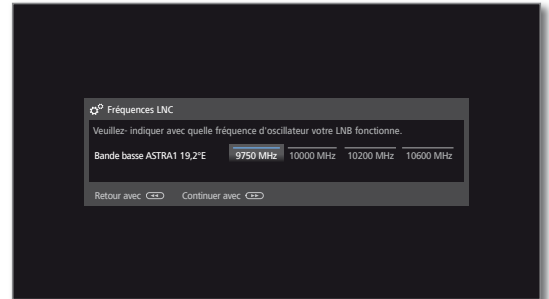 Fréquences LNC
Veuillez- indiquer avec quelle fréquence d'oscillateur votre LNB fonctionne.
Bande basse ASTRA1 19,2°E 9750 MHz 10000 MHz 10200 MHz 10600 MHz
Retour avec Continuer avec